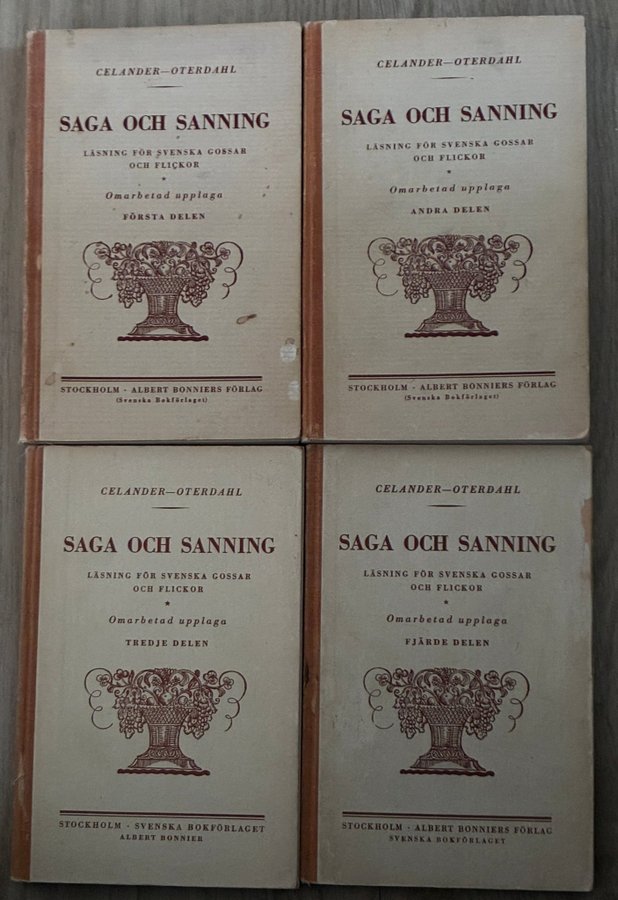 CELANDER—OTERDAHL
SAGA OCH SANNING
LÄSNING FÖR SVENSKA GOSSAR
OCH FLICKOR
*
Omarbetad upplaga
FÖRSTA DELEN
STOCKHOLM · ALBERT BONNIERS FÖRLAG
(Svenska Bokförlaget)
CELANDER—OTERDAHL
SAGA OCH SANNING
LÄSNING FÖR SVENSKA GOSSAR
OCH FLICKOR
*
Omarbetad upplaga
ANDRA DELEN
STOCKHOLM · ALBERT BONNIERS FÖRLAG
(Svenska Bokförlaget)
CELANDER—OTERDAHL
SAGA OCH SANNING
LÄSNING FÖR SVENSKA GOSSAR
OCH FLICKOR
*
Omarbetad upplaga
TREDJE DELEN
STOCKHOLM · SVENSKA BOKFÖRLAGET
ALBERT BONNIER
CELANDER—OTERDAHL
SAGA OCH SANNING
LÄSNING FÖR SVENSKA GOSSAR
OCH FLICKOR
*
Omarbetad upplaga
FJÄRDE DELEN
STOCKHOLM · ALBERT BONNIERS FÖRLAG
SVENSKA BOKFÖRLAGET